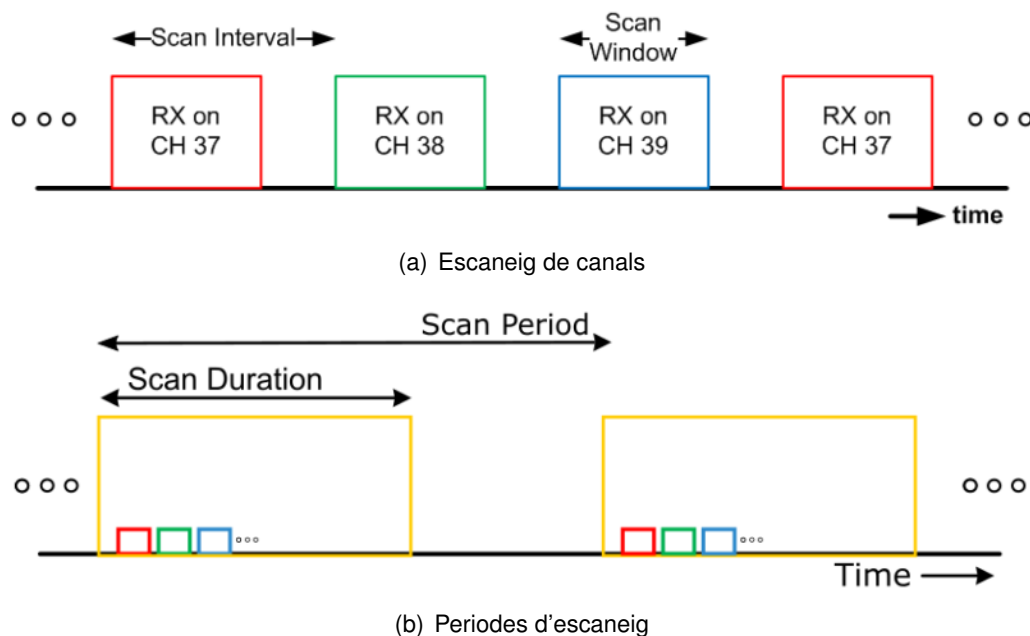 Scan Interval
Scan
Window
RX on
CH 37
RX on
CH 38
RX on
CH 39
RX on
CH 37
time
(a) Escaneig de canals
Scan Period
Scan Duration
Time
(b) Periodes d'escaneig